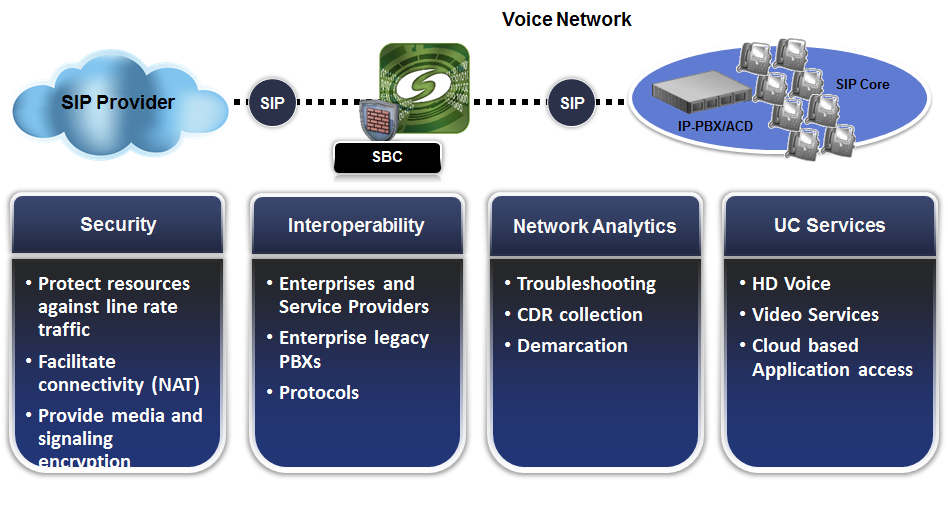 Voice Network
SIP Provider
SIP
SBC
SIP
IP-PBX/ACD
SIP Core
Security
• Protect resources
against line rate
traffic
• Facilitate
connectivity (NAT)
• Provide media and
signaling
encryption
Interoperability
• Enterprises and
Service Providers
• Enterprise legacy
PBXs
• Protocols
Network Analytics
• Troubleshooting
• CDR collection
• Demarcation
UC Services
• HD Voice
• Video Services
• Cloud based
Application access